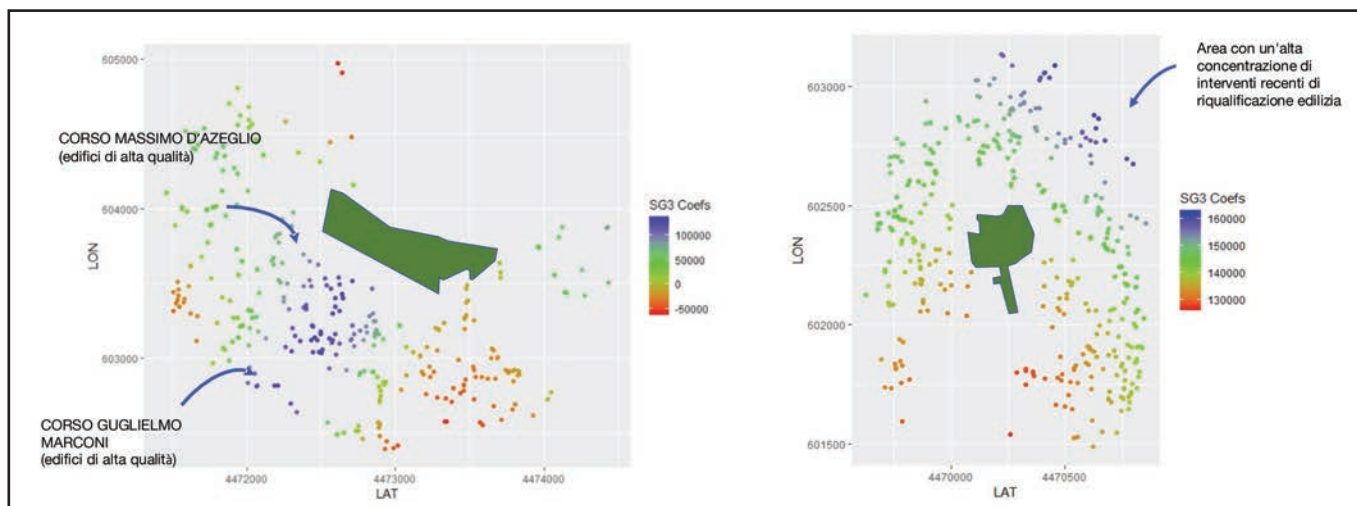 605000
604000
603000
LON
4472000
4473000
4474000
LAT
CORSO MASSIMO D'AZEGLIO
(edifici di alta qualità)
CORSO GUGLIELMO
MARCONI
(edifici di alta qualità)
SG3 Coefs
100000
50000
0
-50000
603000
602500
602000
601500
LON
4470000
4470500
LAT
Area con un'alta
concentrazione di
interventi recenti di
riqualificazione edilizia
SG3 Coefs
163000
150000
140000
130000